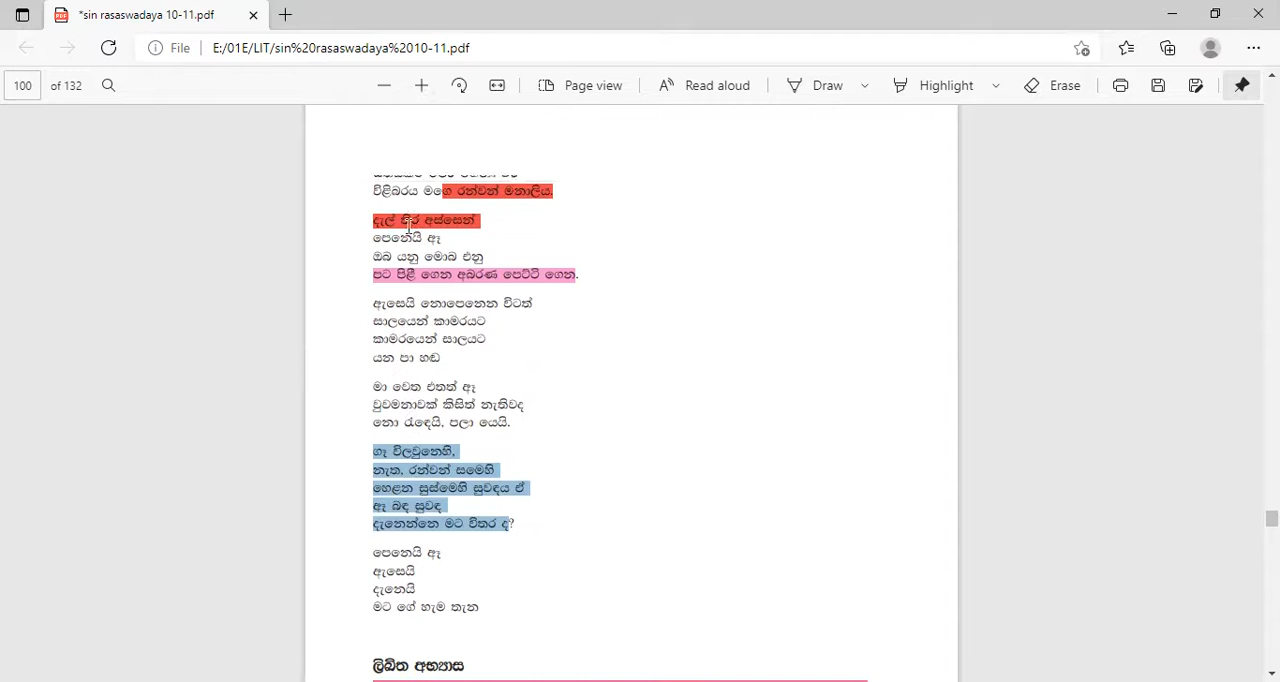 *sin rasaswadaya 10-11.pdf
File E:/01E/LIT/sin%20rasaswadaya%2010-11.pdf
100 of 132 Page view Read aloud Draw Highlight Erase
විළිබරය මගෙ රන්වන් මනාලිය.
දැල් තිර අස්සෙන්
පෙනෙයි ඈ
ඔබ යනු මොබ එනු
පට පිළී ගෙන අබරණ පෙට්ටි ගෙන.
ඇසෙයි නොපෙනෙන විටත්
සාලයෙන් කාමරයට
කාමරයෙන් සාලයට
යන පා හඬ
මා වෙත එතත් ඈ
වුවමනාවක් කිසිත් නැතිවද
නො රැඳෙයි, පලා යෙයි.
ගෑ විලවුනෙහි,
නැත, රන්වන් සමෙහි
හෙළන සුස්මෙහි සුවඳය ඒ
ඈ බඳ සුවඳ
දැනෙන්නෙ මට විතර ද?
පෙනෙයි ඈ
ඇසෙයි
දැනෙයි
මට ගේ හැම තැන
ලිඛිත අභ්‍යාස